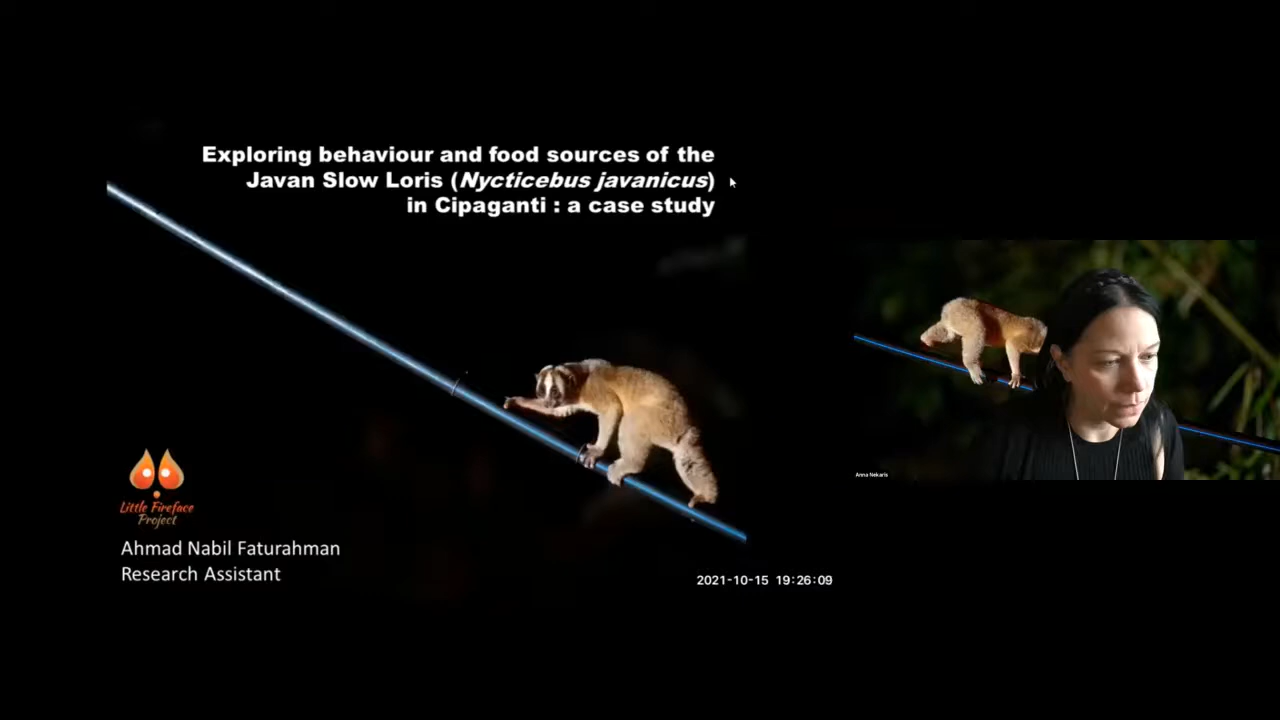 Exploring behaviour and food sources of the
Javan Slow Loris (Nycticebus javanicus)
in Cipaganti : a case study
Little Fireface
Project
Ahmad Nabil Faturahman
Research Assistant
2021-10-15 19:26:09
Anna Nekaris